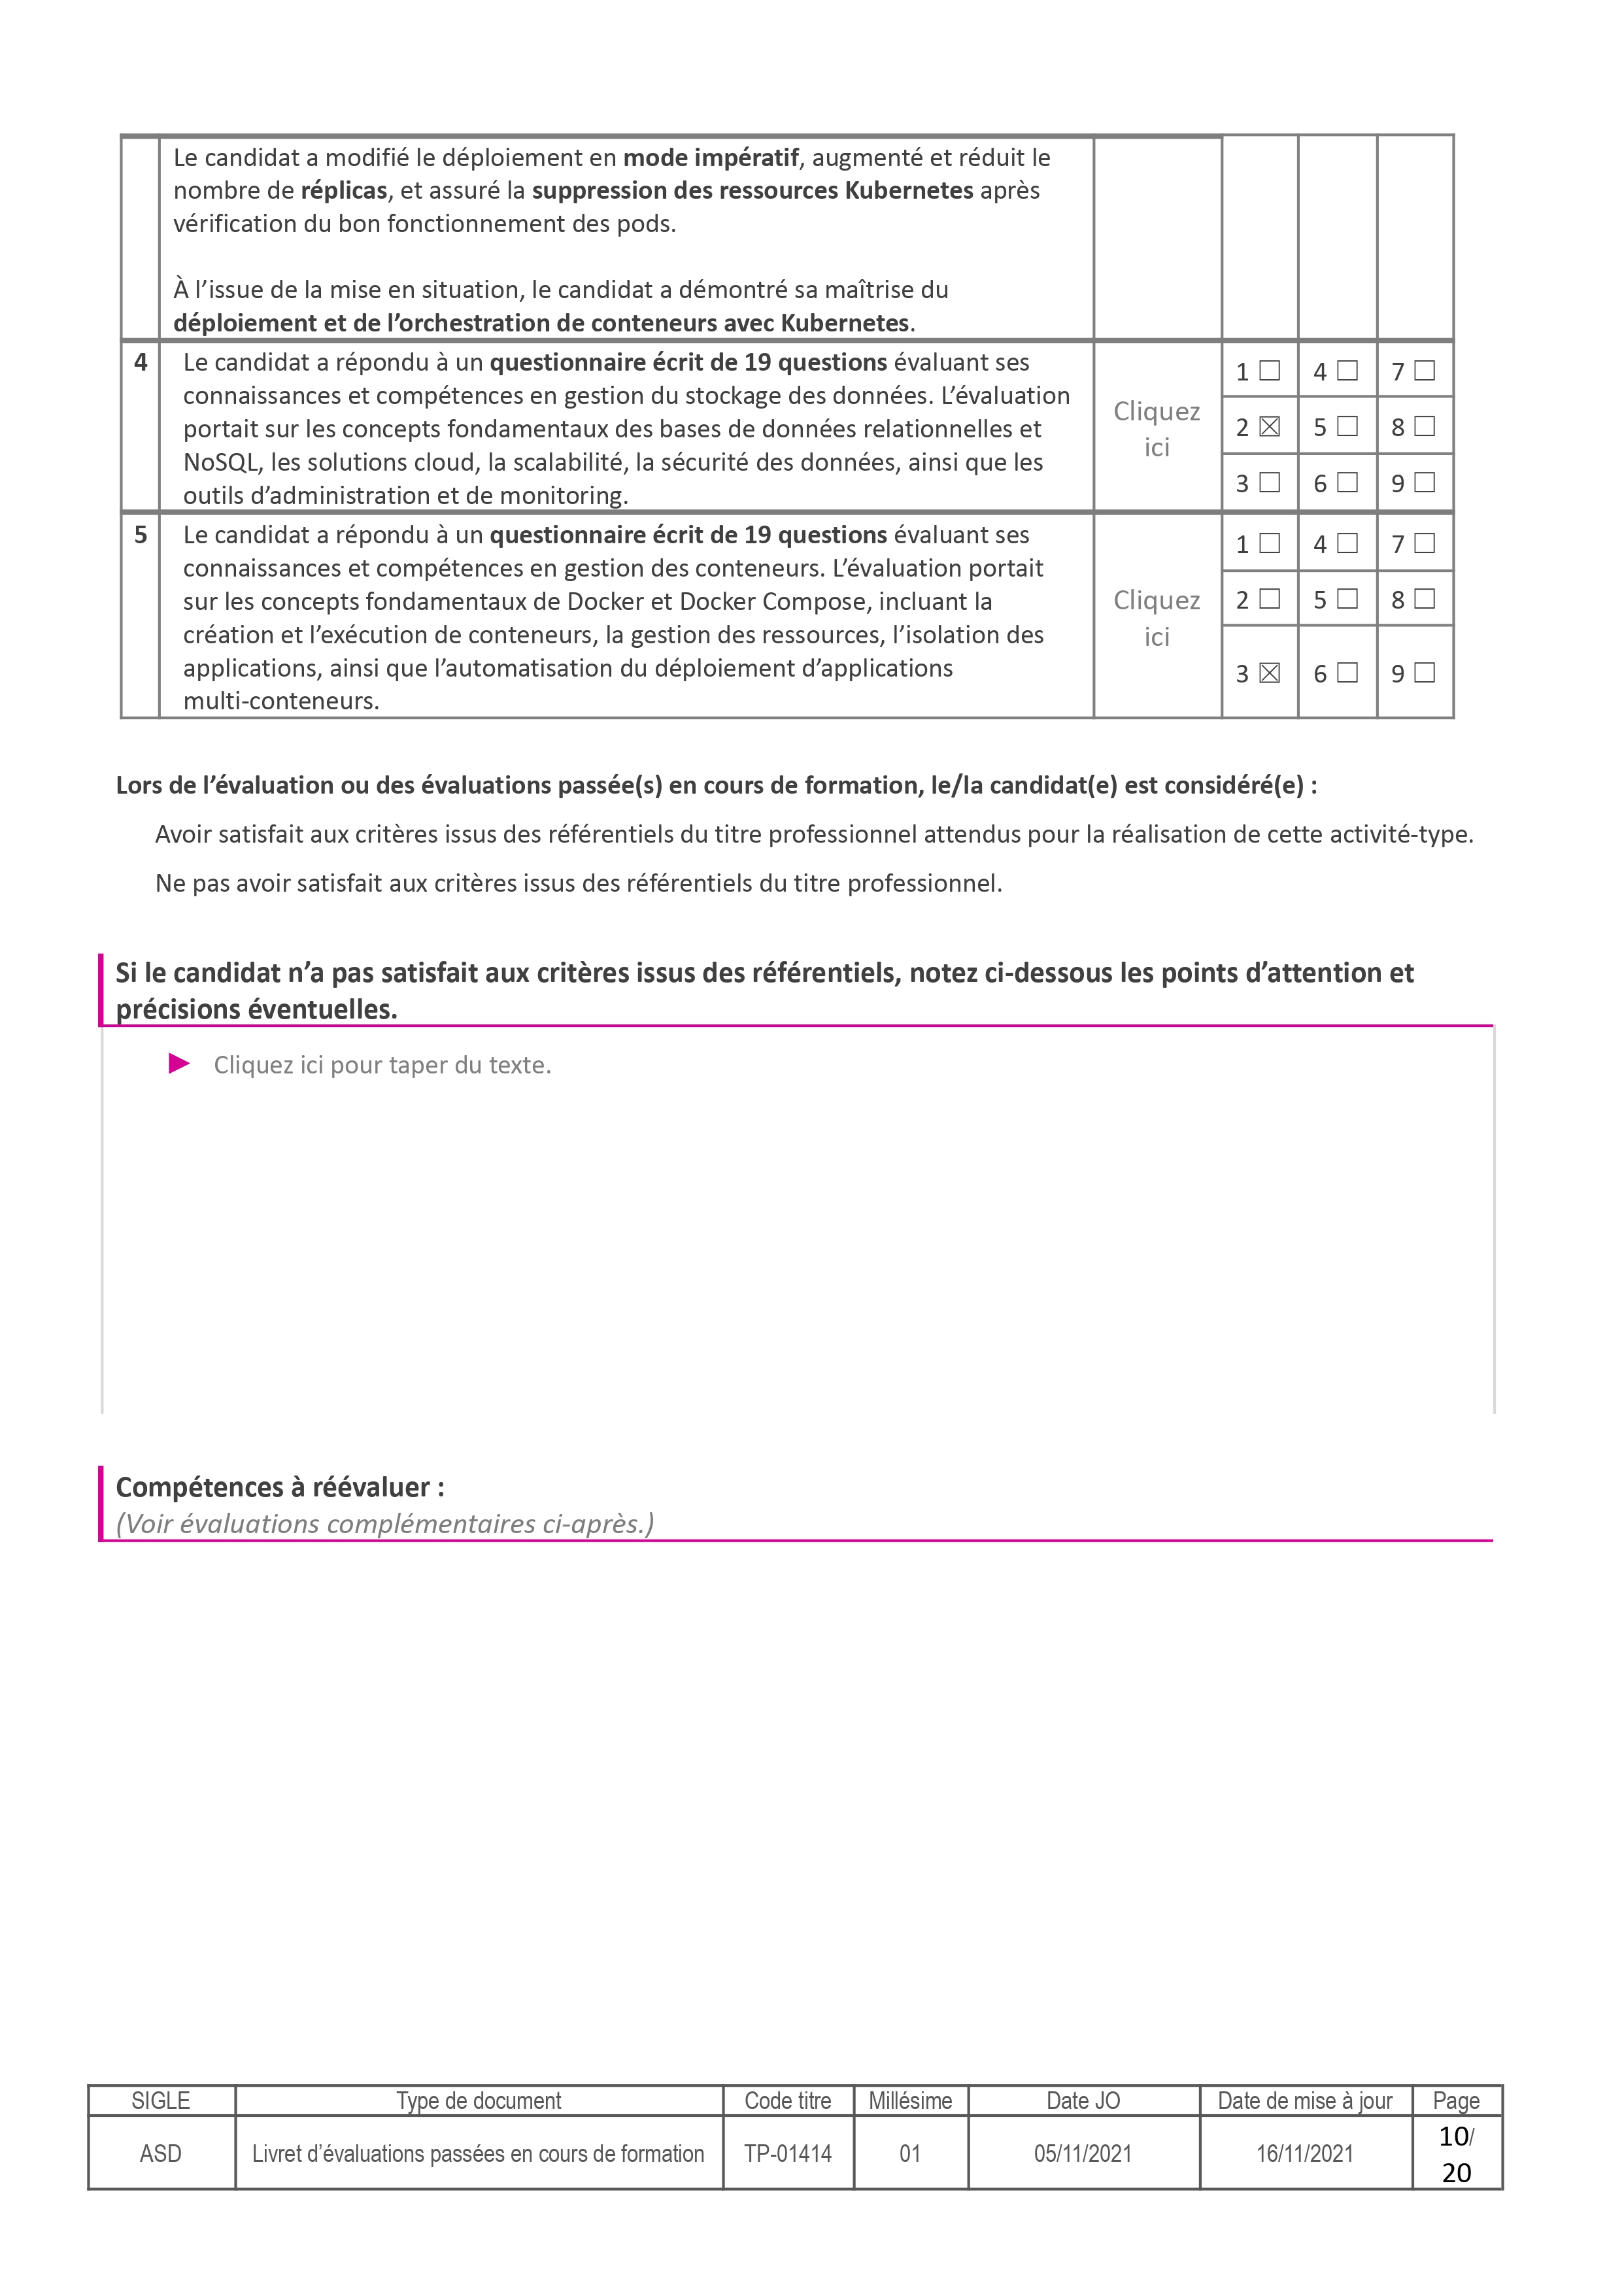 Le candidat a modifié le déploiement en mode impératif, augmenté et réduit le
nombre de réplicas, et assuré la suppression des ressources Kubernetes après
vérification du bon fonctionnement des pods.
À l’issue de la mise en situation, le candidat a démontré sa maîtrise du
déploiement et de l’orchestration de conteneurs avec Kubernetes.
4
Le candidat a répondu à un questionnaire écrit de 19 questions évaluant ses
connaissances et compétences en gestion du stockage des données. L’évaluation
portait sur les concepts fondamentaux des bases de données relationnelles et
NoSQL, les solutions cloud, la scalabilité, la sécurité des données, ainsi que les
outils d’administration et de monitoring.
Cliquez
ici
1 ☐ 4 ☐ 7 ☐
2 ☒ 5 ☐ 8 ☐
3 ☐ 6 ☐ 9 ☐
5
Le candidat a répondu à un questionnaire écrit de 19 questions évaluant ses
connaissances et compétences en gestion des conteneurs. L’évaluation portait
sur les concepts fondamentaux de Docker et Docker Compose, incluant la
création et l’exécution de conteneurs, la gestion des ressources, l’isolation des
applications, ainsi que l’automatisation du déploiement d’applications
multi-conteneurs.
Cliquez
ici
1 ☐ 4 ☐ 7 ☐
2 ☐ 5 ☐ 8 ☐
3 ☒ 6 ☐ 9 ☐
Lors de l’évaluation ou des évaluations passée(s) en cours de formation, le/la candidat(e) est considéré(e) :
Avoir satisfait aux critères issus des référentiels du titre professionnel attendus pour la réalisation de cette activité-type.
Ne pas avoir satisfait aux critères issus des référentiels du titre professionnel.
Si le candidat n’a pas satisfait aux critères issus des référentiels, notez ci-dessous les points d’attention et
précisions éventuelles.
► Cliquez ici pour taper du texte.
Compétences à réévaluer :
(Voir évaluations complémentaires ci-après.)
SIGLE Type de document Code titre Millésime Date JO Date de mise à jour Page
ASD Livret d’évaluations passées en cours de formation TP-01414 01 05/11/2021 16/11/2021 10/
20